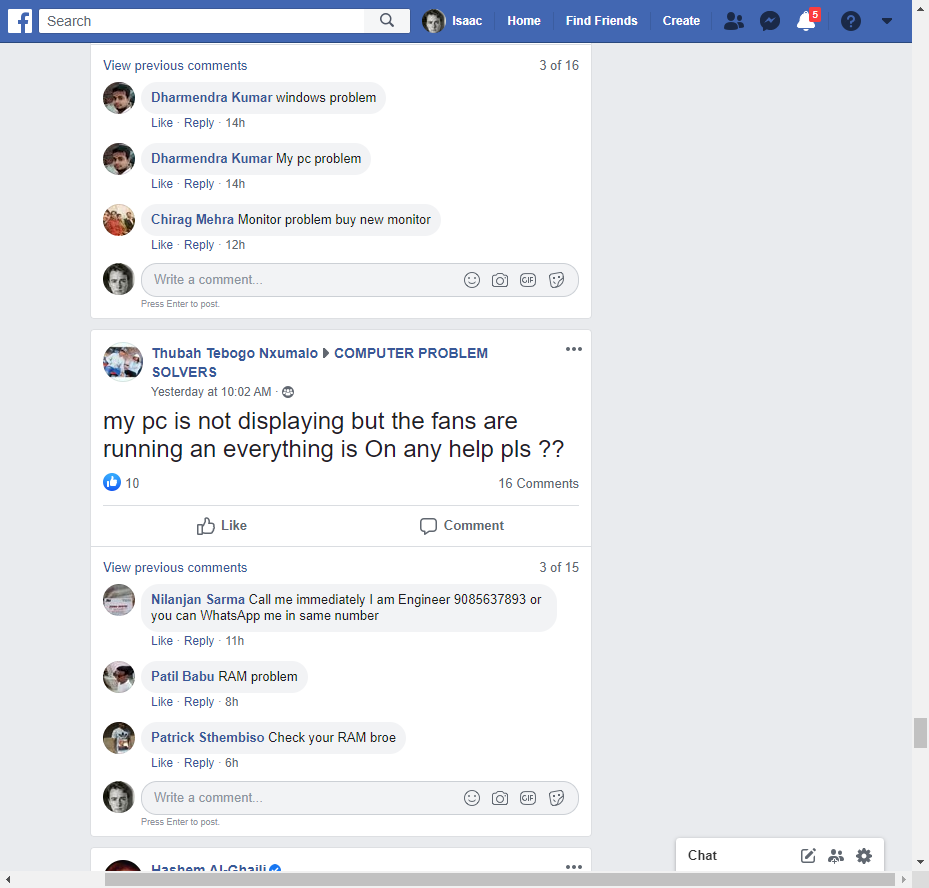 Search
Isaac
Home
Find Friends
Create
5
View previous comments
3 of 16
Dharmendra Kumar windows problem
Like · Reply · 14h
Dharmendra Kumar My pc problem
Like · Reply · 14h
Chirag Mehra Monitor problem buy new monitor
Like · Reply · 12h
Write a comment...
GIF
Press Enter to post.
Thubah Tebogo Nxumalo COMPUTER PROBLEM
SOLVERS
Yesterday at 10:02 AM ·
my pc is not displaying but the fans are
running an everything is On any help pls ??
10
16 Comments
Like
Comment
View previous comments
3 of 15
Nilanjan Sarma Call me immediately I am Engineer 9085637893 or
you can WhatsApp me in same number
Like · Reply · 11h
Patil Babu RAM problem
Like · Reply · 8h
Patrick Sthembiso Check your RAM broe
Like · Reply · 6h
Write a comment...
GIF
Press Enter to post.
Hashem Al-Ghaili
Chat